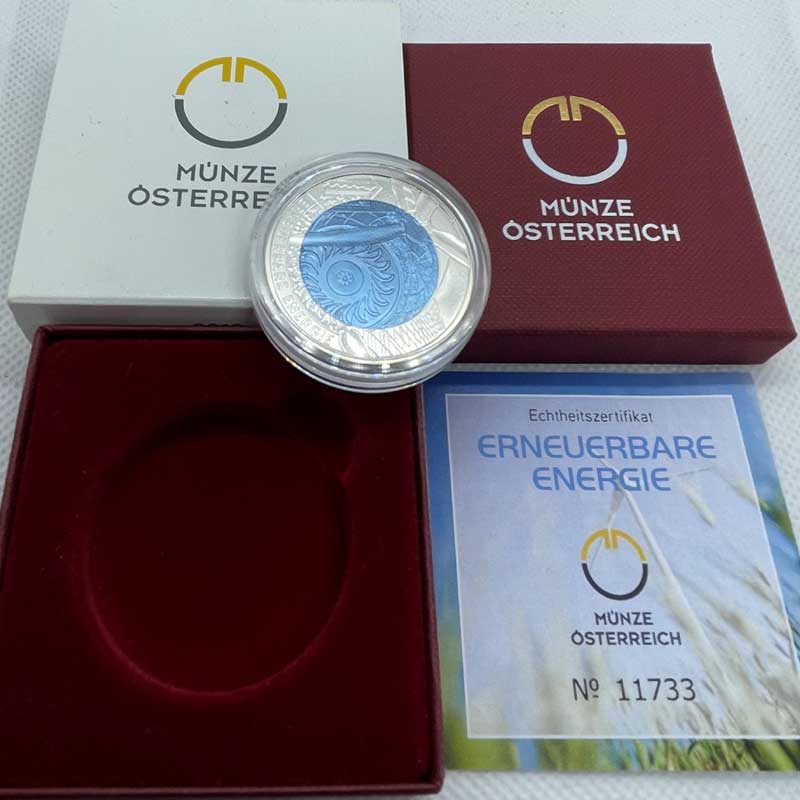 MÜNZE
ÖSTERREICH
MÜNZE
ÖSTERREICH
Echtheitszertifikat
ERNEUERBARE
ENERGIE
MÜNZE
ÖSTERREICH
Nº 11733